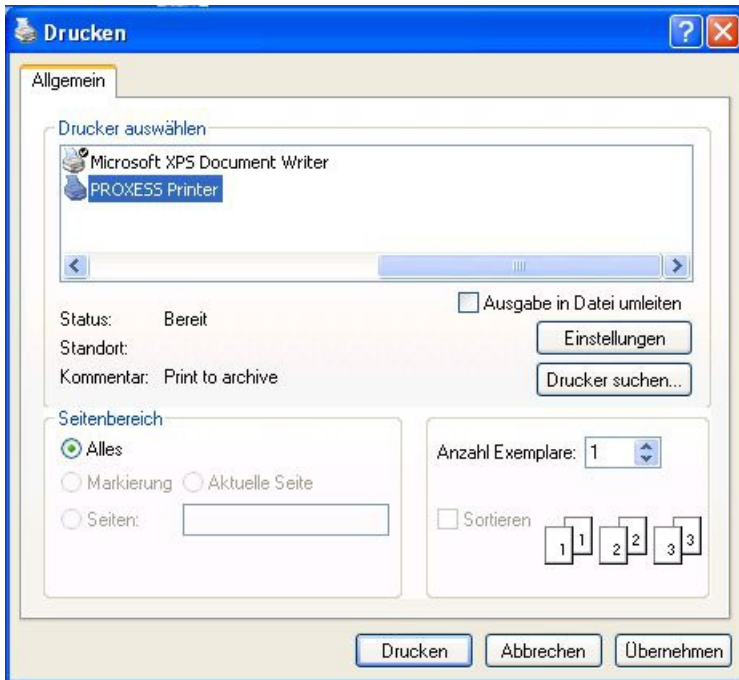 Drucken
Allgemein
Drucker auswählen
Microsoft XPS Document Writer
PROXESS Printer
Ausgabe in Datei umleiten
Status: Bereit
Einstellungen
Standort:
Kommentar: Print to archive
Drucker suchen...
Seitenbereich
Alles
Markierung Aktuelle Seite
Seiten:
Anzahl Exemplare: 1
Sortieren
1 1 2 2 3 3
Drucken Abbrechen Übernehmen